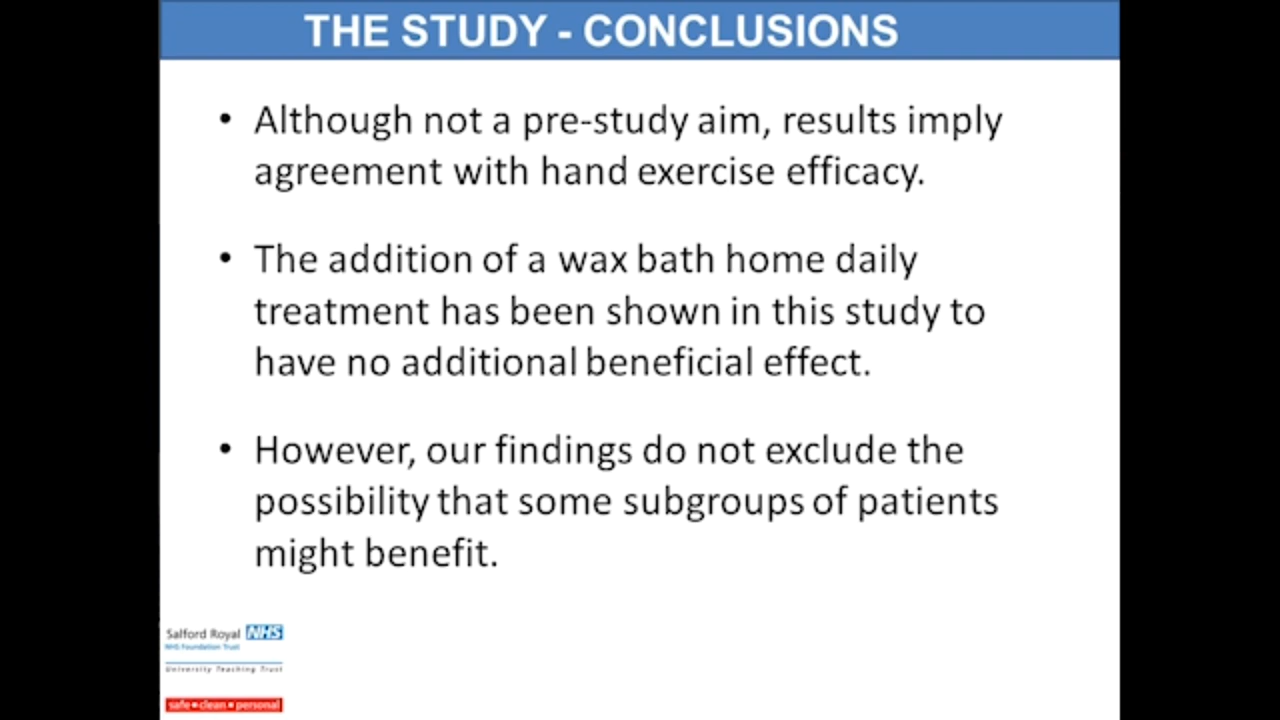 THE STUDY - CONCLUSIONS
• Although not a pre-study aim, results imply
agreement with hand exercise efficacy.
• The addition of a wax bath home daily
treatment has been shown in this study to
have no additional beneficial effect.
• However, our findings do not exclude the
possibility that some subgroups of patients
might benefit.
Salford Royal NHS
NHS Foundation Trust
University Teaching Trust
safe • clean • personal